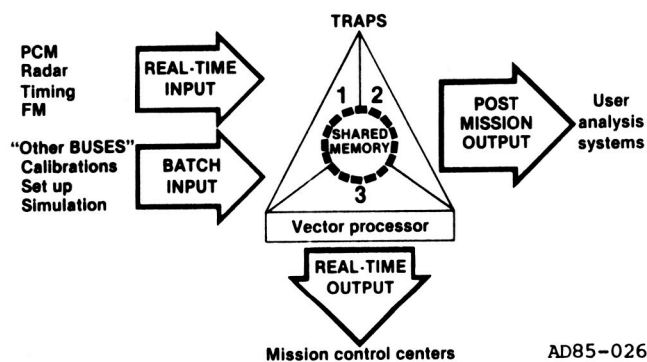 TRAPS
PCM
Radar
Timing
FM
REAL-TIME
INPUT
"Other BUSES"
Calibrations
Set up
Simulation
BATCH
INPUT
1
2
SHARED
MEMORY
3
Vector processor
POST
MISSION
OUTPUT
User
analysis
systems
REAL-TIME
OUTPUT
Mission control centers
AD85-026